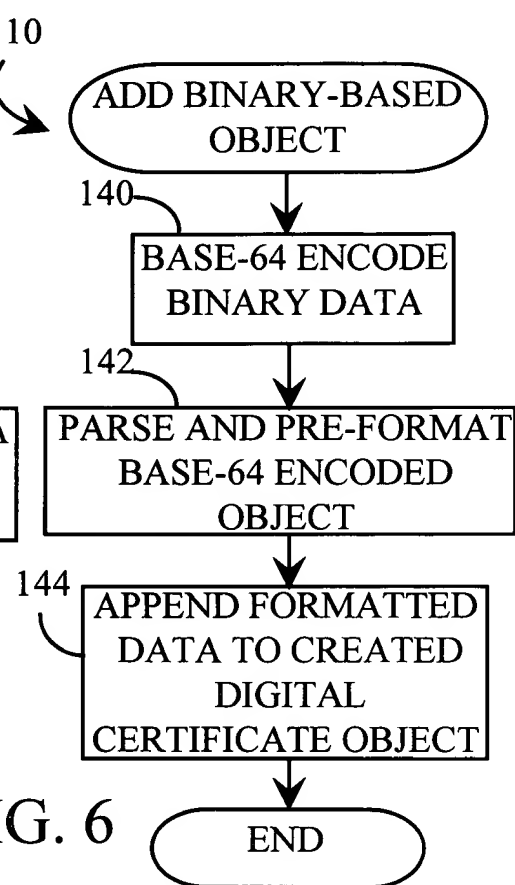 10
ADD BINARY-BASED
OBJECT
140
BASE-64 ENCODE
BINARY DATA
142
PARSE AND PRE-FORMAT
BASE-64 ENCODED
OBJECT
144
APPEND FORMATTED
DATA TO CREATED
DIGITAL
CERTIFICATE OBJECT
G. 6
END